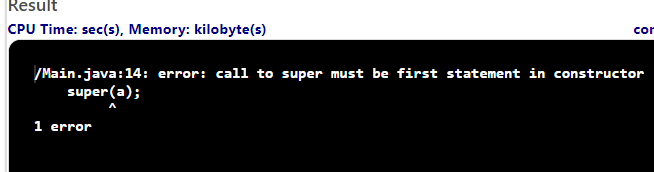 Result
CPU Time: sec(s), Memory: kilobyte(s)
/Main.java:14: error: call to super must be first statement in constructor
super(a);
^
1 error